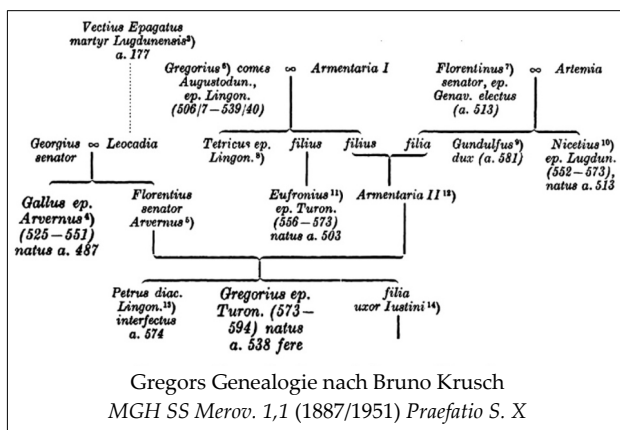 Vectius Epagatus
martyr Lugdunensis³)
a. 177
Gregorius⁶) comes ∞ Armentaria I
Augustodun.,
ep. Lingon.
(506/7–539/40)
Florentinus⁷) ∞ Artemia
senator, ep.
Genav. electus
(a. 513)
Georgius ∞ Leocadia
senator
Tetricus ep.
Lingon.⁸)
filius
filius
filia
Gundulfus⁹)
dux (a. 581)
Nicetius¹⁰)
ep. Lugdun.
(552–573),
natus a. 513
Gallus ep.
Arvernus⁴)
(525–551)
natus a. 487
Florentius
senator
Arvernus⁵)
Eufronius¹¹)
ep. Turon.
(556–573)
natus a. 503
Armentaria II¹²)
Petrus diac.
Lingon.¹³)
interfectus
a. 574
Gregorius ep.
Turon. (573–
594) natus
a. 538 fere
filia
uxor Iustini¹⁴)
Gregors Genealogie nach Bruno Krusch
MGH SS Merov. 1,1 (1887/1951) Praefatio S. X